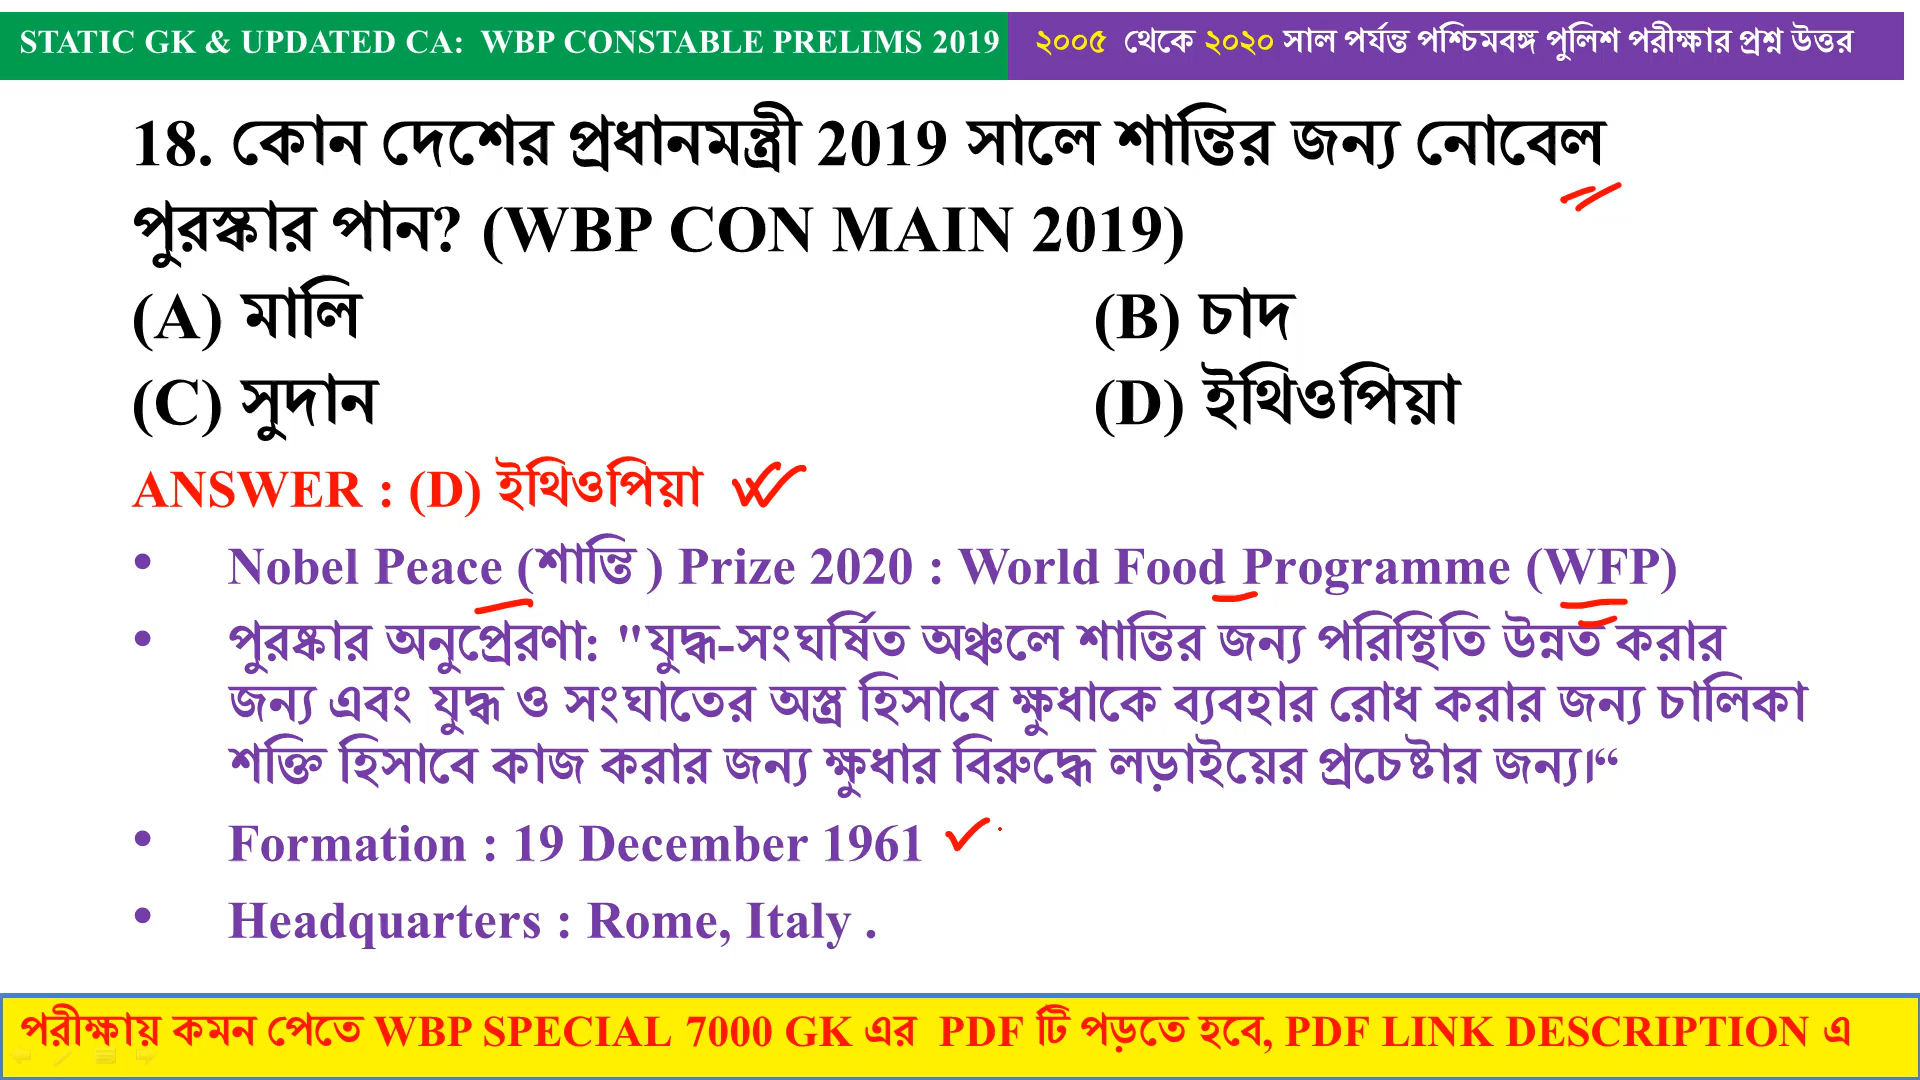 STATIC GK & UPDATED CA: WBP CONSTABLE PRELIMS 2019 ২০০৫ থেকে ২০২০ সাল পর্যন্ত পশ্চিমবঙ্গ পুলিশ পরীক্ষার প্রশ্ন উত্তর
18. কোন দেশের প্রধানমন্ত্রী 2019 সালে শান্তির জন্য নোবেল
পুরস্কার পান? (WBP CON MAIN 2019)
(A) মালি (B) চাদ
(C) সুদান (D) ইথিওপিয়া
ANSWER : (D) ইথিওপিয়া
• Nobel Peace (শান্তি ) Prize 2020 : World Food Programme (WFP)
• পুরষ্কার অনুপ্রেরণা: "যুদ্ধ-সংঘর্ষিত অঞ্চলে শান্তির জন্য পরিস্থিতি উন্নত করার
জন্য এবং যুদ্ধ ও সংঘাতের অস্ত্র হিসাবে ক্ষুধাকে ব্যবহার রোধ করার জন্য চালিকা
শক্তি হিসাবে কাজ করার জন্য ক্ষুধার বিরুদ্ধে লড়াইয়ের প্রচেষ্টার জন্য।“
• Formation : 19 December 1961
• Headquarters : Rome, Italy .
পরীক্ষায় কমন পেতে WBP SPECIAL 7000 GK এর PDF টি পড়তে হবে, PDF LINK DESCRIPTION এ